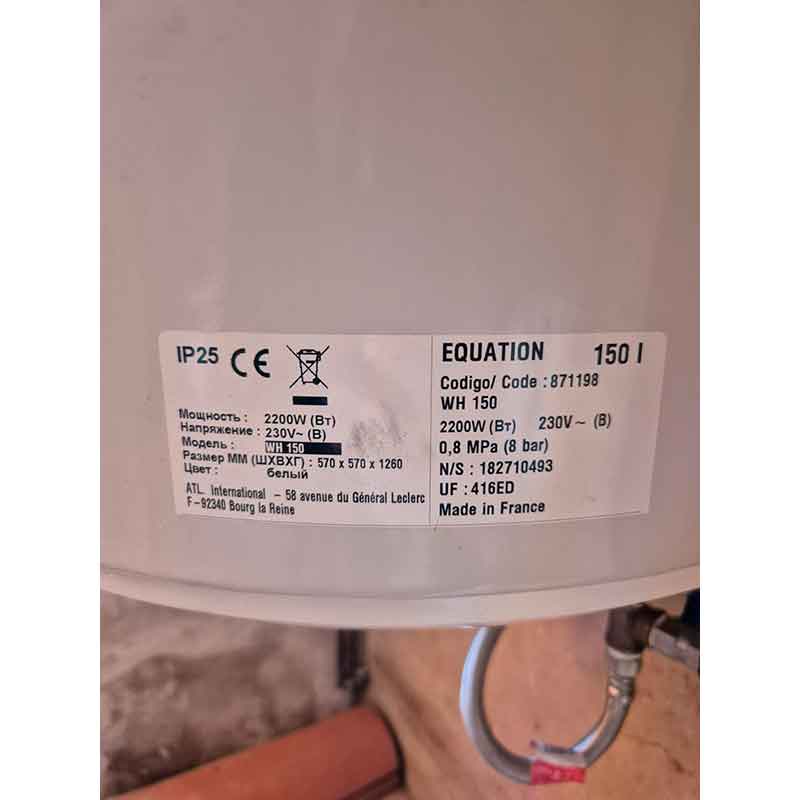 IP25 CE
Мощность : 2200W (Вт)
Напряжение : 230V~ (В)
Модель : WH 150
Размер ММ (ШХВХГ) : 570 x 570 x 1260
Цвет : белый
ATL. International – 58 avenue du Général Leclerc
F-92340 Bourg la Reine
EQUATION 150 l
Codigo/ Code : 871198
WH 150
2200W (Вт) 230V~ (В)
0,8 MPa (8 bar)
N/S : 182710493
UF : 416ED
Made in France